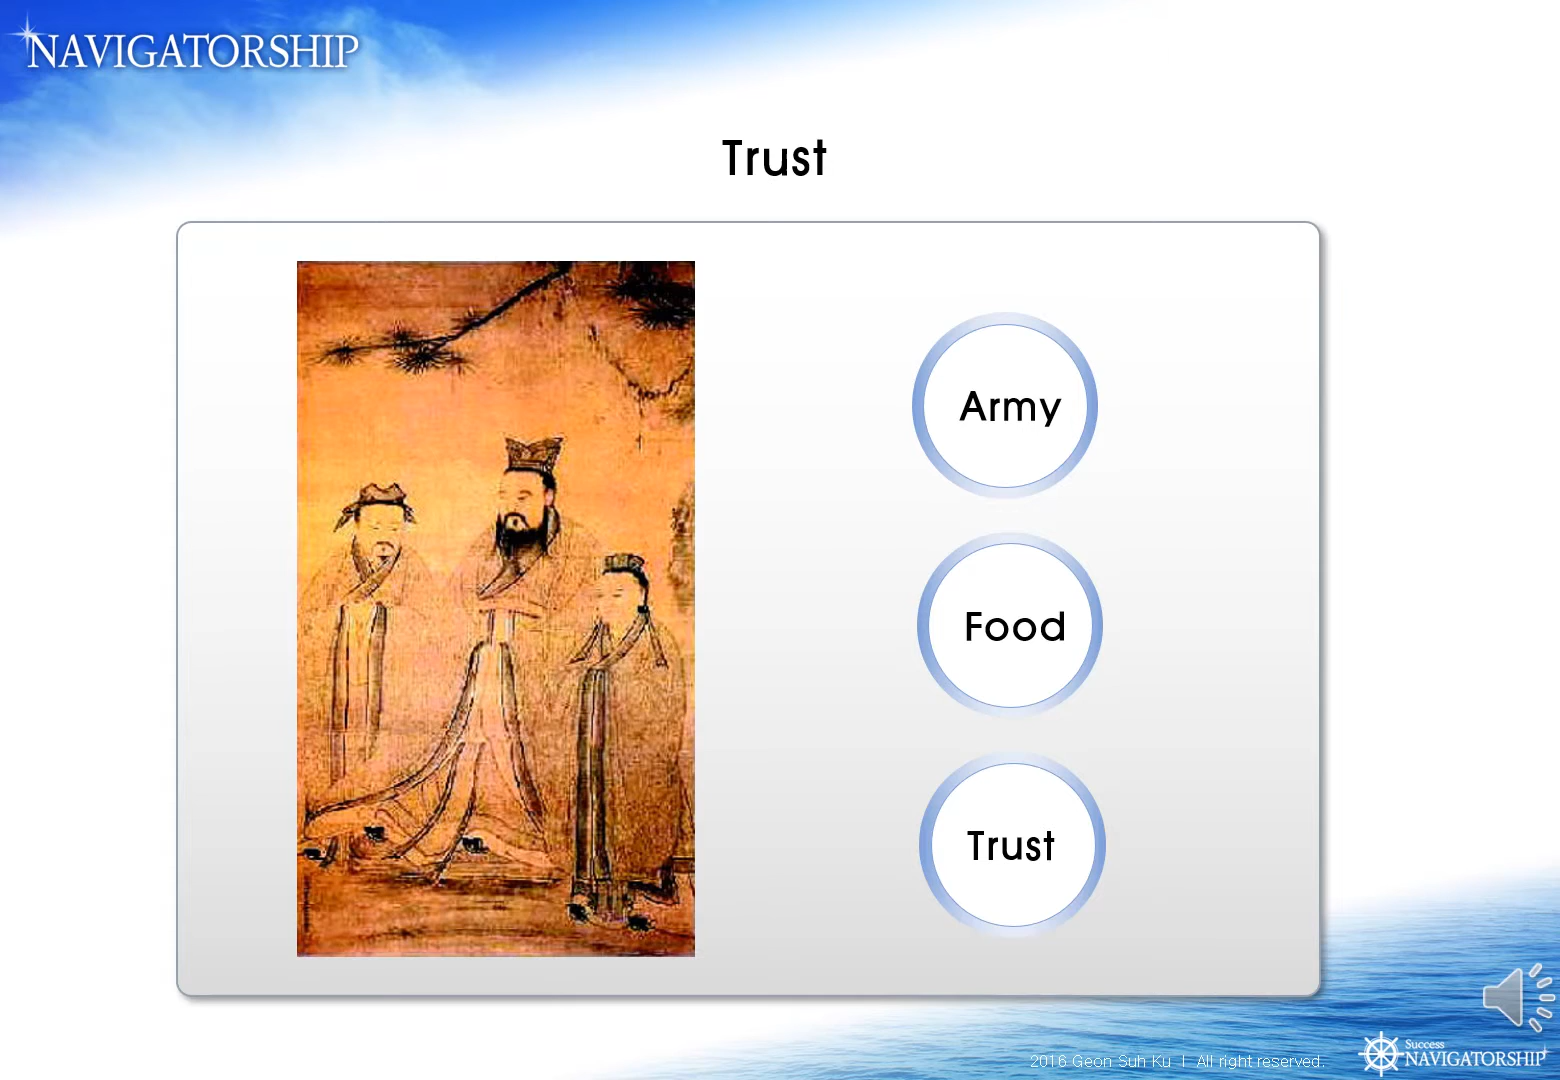 NAVIGATORSHIP
Trust
Army
Food
Trust
2016 Geon Suh Ku I All right reserved.
Success
NAVIGATORSHIP